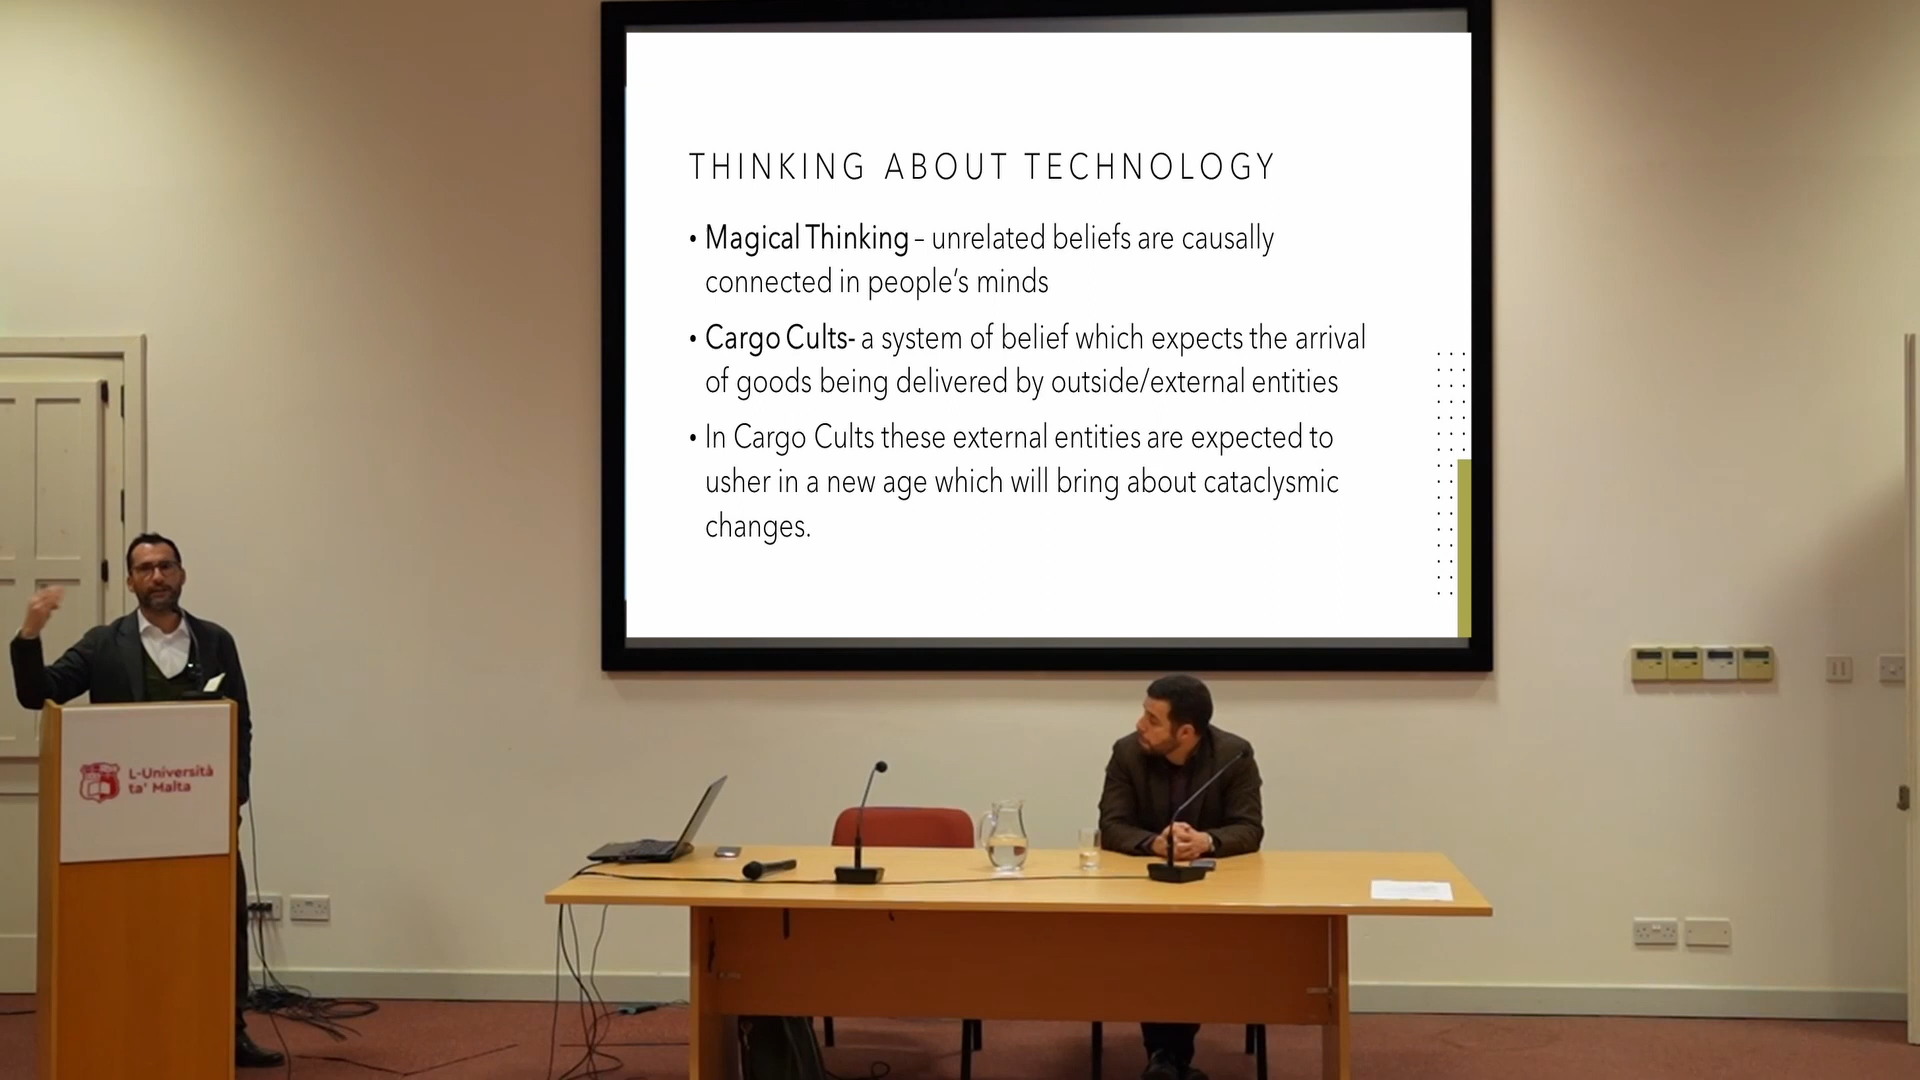 THINKING ABOUT TECHNOLOGY
• Magical Thinking – unrelated beliefs are causally
connected in people’s minds
• Cargo Cults- a system of belief which expects the arrival
of goods being delivered by outside/external entities
• In Cargo Cults these external entities are expected to
usher in a new age which will bring about cataclysmic
changes.
L-Università
ta' Malta